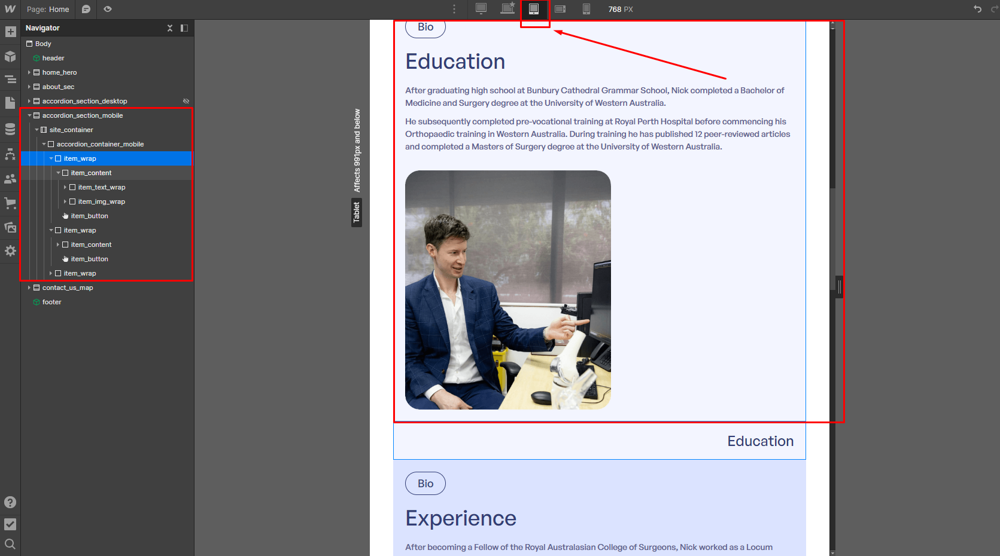 Page: Home
768 PX
Navigator
Body
header
home_hero
about_sec
accordion_section_desktop
accordion_section_mobile
site_container
accordion_container_mobile
item_wrap
item_content
item_text_wrap
item_img_wrap
item_button
item_wrap
item_content
item_button
item_wrap
contact_us_map
footer
Tablet
Affects 991px and below
Bio
Education
After graduating high school at Bunbury Cathedral Grammar School, Nick completed a Bachelor of
Medicine and Surgery degree at the University of Western Australia.
He subsequently completed pre-vocational training at Royal Perth Hospital before commencing his
Orthopaedic training in Western Australia. During training he has published 12 peer-reviewed articles
and completed a Masters of Surgery degree at the University of Western Australia.
Education
Bio
Experience
After becoming a Fellow of the Royal Australasian College of Surgeons, Nick worked as a Locum